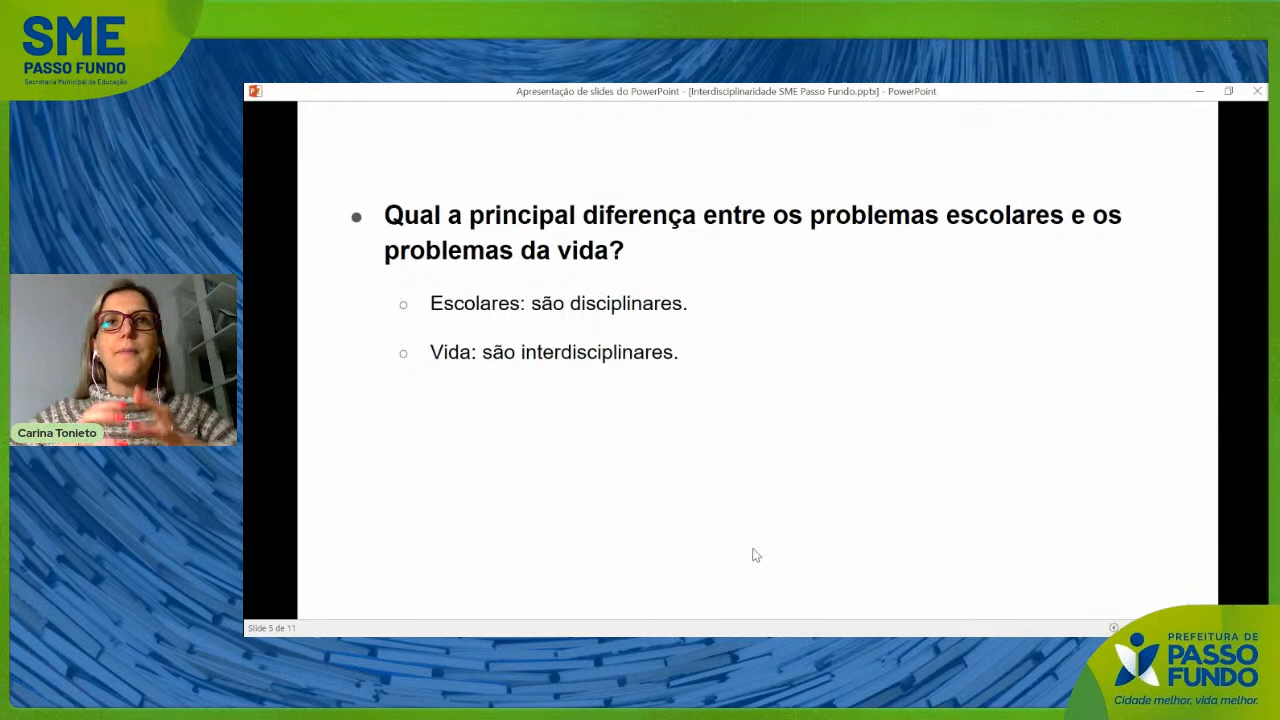 SME
PASSO FUNDO
Secretaria Municipal de Educação
Apresentação de slides do PowerPoint - [Interdisciplinaridade SME Passo Fundo.pptx] - PowerPoint
Qual a principal diferença entre os problemas escolares e os
problemas da vida?
Escolares: são disciplinares.
Vida: são interdisciplinares.
Carina Tonieto
Slide 5 de 11
PREFEITURA DE
PASSO
FUNDO
Cidade melhor, vida melhor.